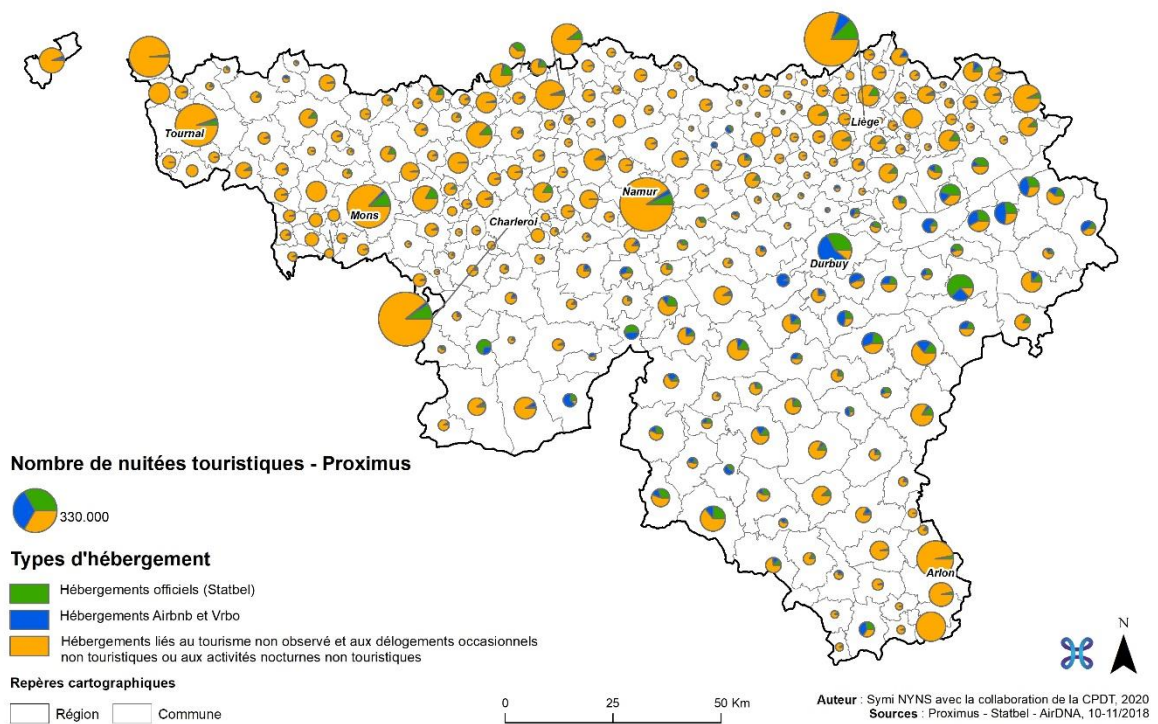 Tournai
Mons
Charleroi
Namur
Liège
Durbuy
Arlon
Nombre de nuitées touristiques - Proximus
330.000
Types d'hébergement
Hébergements officiels (Statbel)
Hébergements Airbnb et Vrbo
Hébergements liés au tourisme non observé et aux délogements occasionnels
non touristiques ou aux activités nocturnes non touristiques
Repères cartographiques
Région
Commune
0 25 50 Km
N
Auteur : Symi NYNS avec la collaboration de la CPDT, 2020
Sources : Proximus - Statbel - AirDNA, 10-11/2018